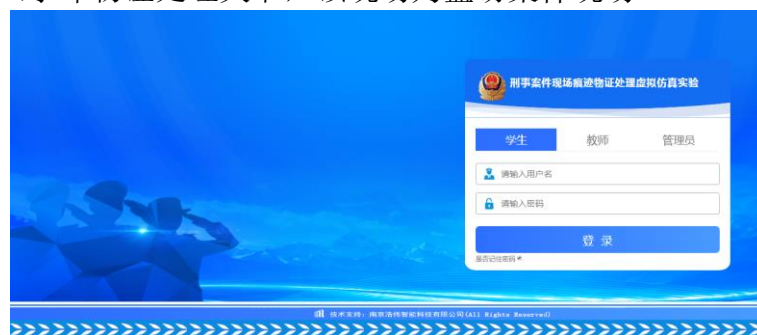 刑事案件现场痕迹物证处理虚拟仿真实验
学生 教师 管理员
请输入用户名
请输入密码
登 录
是否记住密码
技术支持：南京浩伟智能科技有限公司(All Rights Reserved)